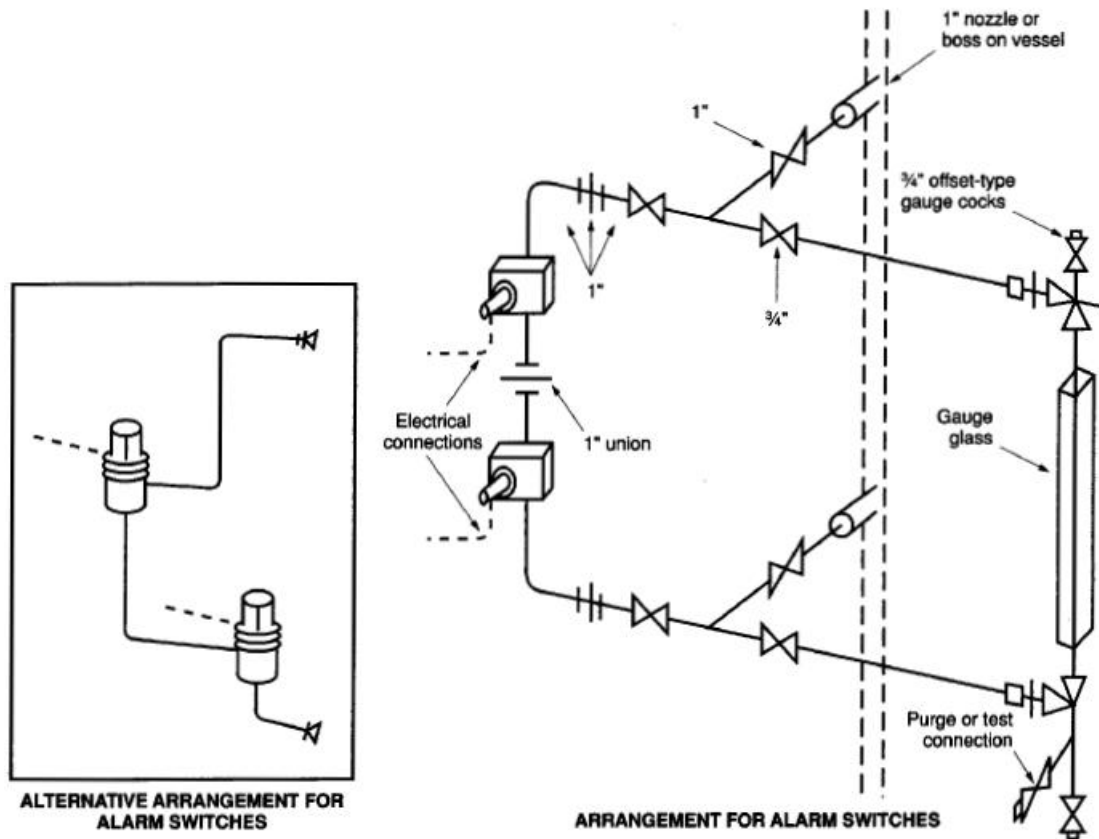 1" nozzle or
boss on vessel
1"
¾" offset-type
gauge cocks
1"
¾"
Electrical
connections
1" union
Gauge
glass
Purge or test
connection
ALTERNATIVE ARRANGEMENT FOR
ALARM SWITCHES
ARRANGEMENT FOR ALARM SWITCHES